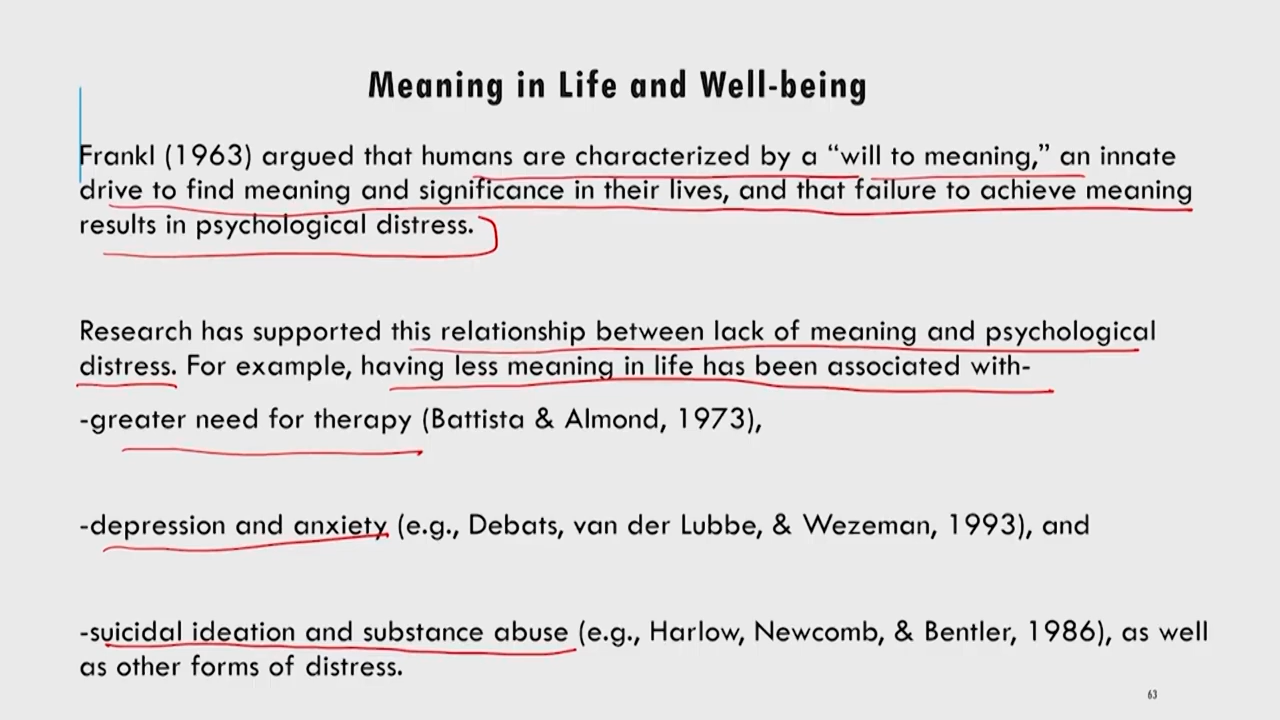 Meaning in Life and Well-being
Frankl (1963) argued that humans are characterized by a “will to meaning,” an innate
drive to find meaning and significance in their lives, and that failure to achieve meaning
results in psychological distress.
Research has supported this relationship between lack of meaning and psychological
distress. For example, having less meaning in life has been associated with-
-greater need for therapy (Battista & Almond, 1973),
-depression and anxiety (e.g., Debats, van der Lubbe, & Wezeman, 1993), and
-suicidal ideation and substance abuse (e.g., Harlow, Newcomb, & Bentler, 1986), as well
as other forms of distress.
63